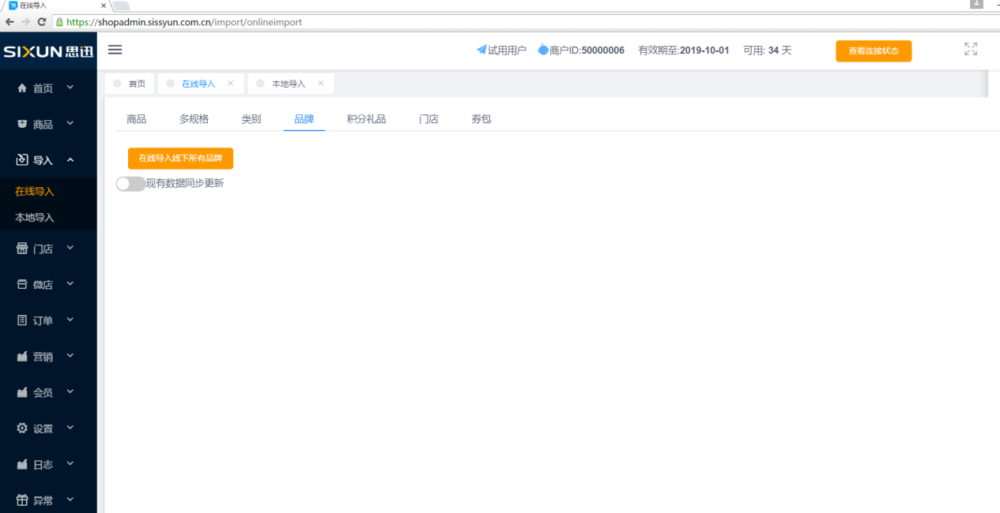 在线导入
https://shopadmin.sissyun.com.cn/import/onlineimport
SIXUN思迅
试用用户 商户ID:50000006 有效期至:2019-10-01 可用: 34 天 查看连接状态
首页 在线导入 本地导入
商品 多规格 类别 品牌 积分礼品 门店 券包
在线导入线下所有品牌
现有数据同步更新
首页
商品
导入
在线导入
本地导入
门店
微店
订单
营销
会员
设置
日志
异常